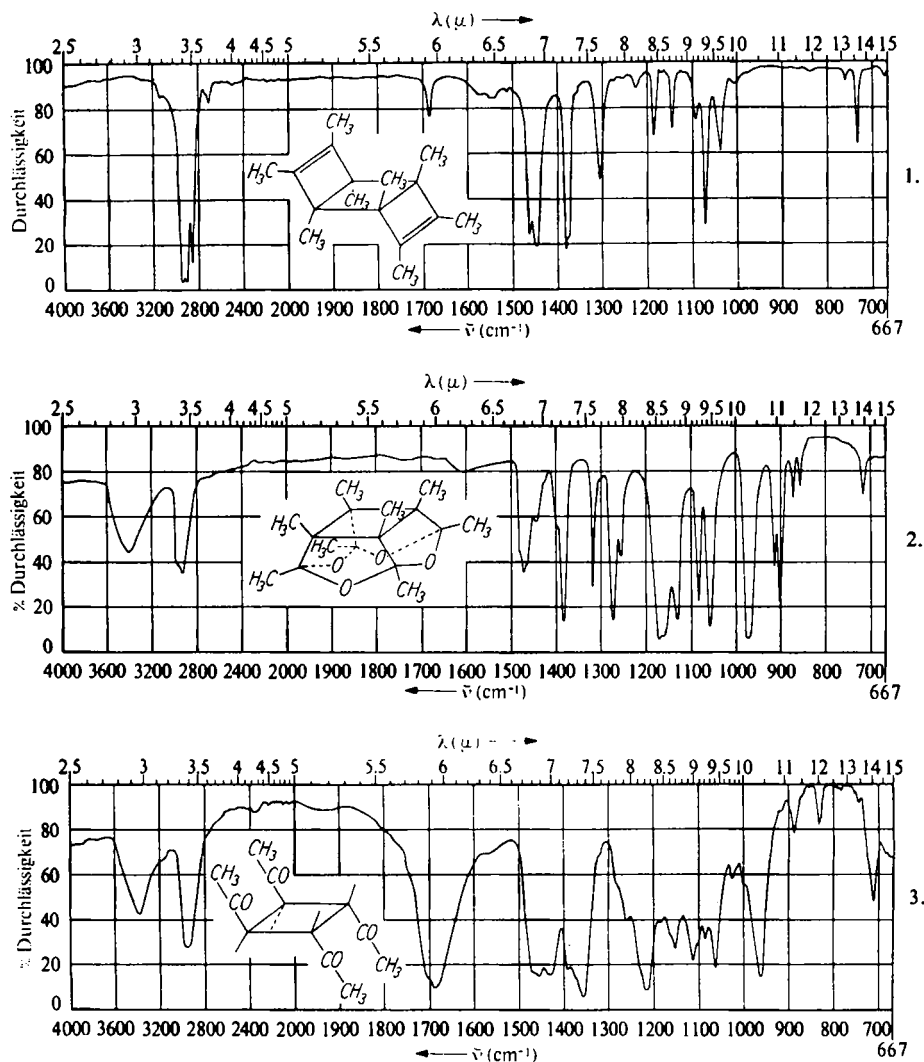 λ(μ) →
2.5 3 3.5 4 4.5 5 5.5 6 6.5 7 7.5 8 8.5 9 9.5 10 11 12 13 14 15
Durchlässigkeit
100
80
60
40
20
0
CH₃
H₃C
CH₃
CH₃
CH₃
CH₃
CH₃
CH₃
CH₃
1.
4000 3600 3200 2800 2400 2000 1900 1800 1700 1600 1500 1400 1300 1200 1100 1000 900 800 700
667
← ṽ (cm⁻¹)
λ(μ) →
2.5 3 3.5 4 4.5 5 5.5 6 6.5 7 7.5 8 8.5 9 9.5 10 11 12 13 14 15
% Durchlässigkeit
100
80
60
40
20
0
CH₃
CH₃
CH₃
H₃C
CH₃
H₃C
O
O
H₃C
O
O
CH₃
2.
4000 3600 3200 2800 2400 2000 1900 1800 1700 1600 1500 1400 1300 1200 1100 1000 900 800 700
667
← ṽ (cm⁻¹)
λ(μ) →
2.5 3 3.5 4 4.5 5 5.5 6 6.5 7 7.5 8 8.5 9 9.5 10 11 12 13 14 15
% Durchlässigkeit
100
80
60
40
20
0
CH₃
CH₃
CO
CO
CO
CO
CH₃
CH₃
3.
4000 3600 3200 2800 2400 2000 1900 1800 1700 1600 1500 1400 1300 1200 1100 1000 900 800 700
667
← ṽ (cm⁻¹)